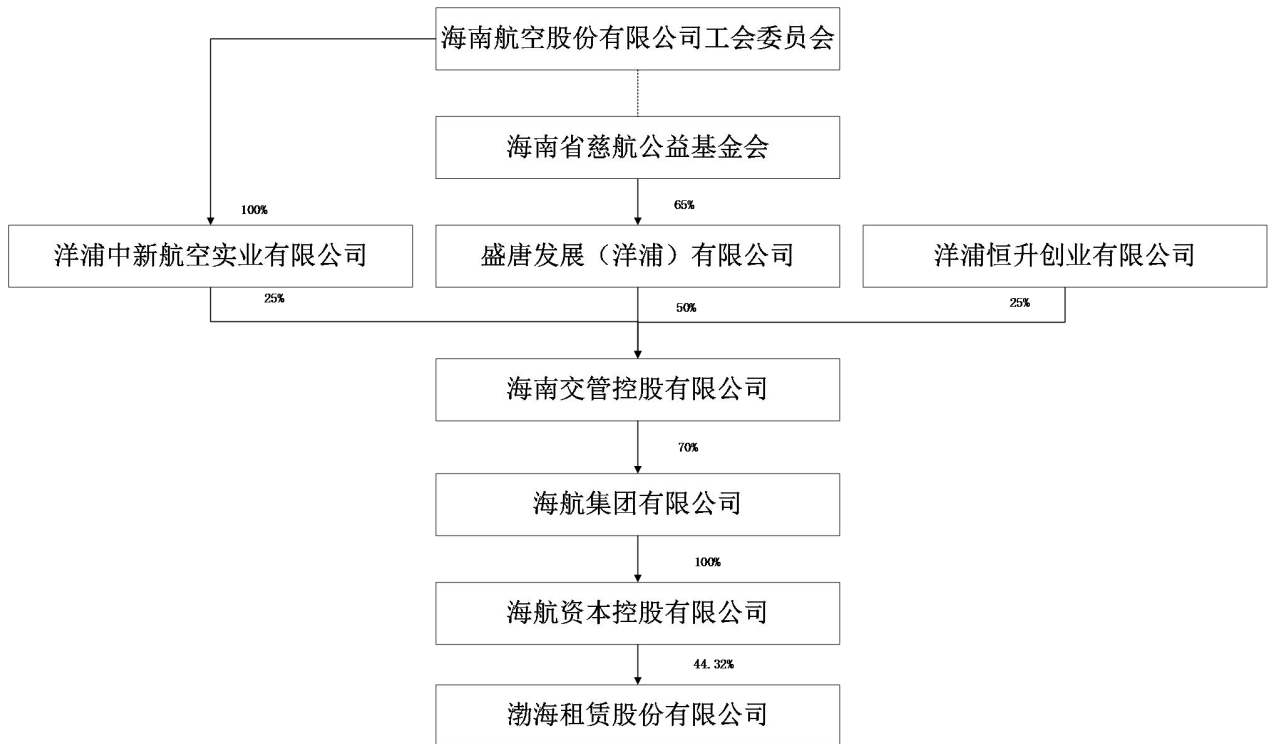 海南航空股份有限公司工会委员会
海南省慈航公益基金会
100%
65%
洋浦中新航空实业有限公司
盛唐发展（洋浦）有限公司
洋浦恒升创业有限公司
25%
50%
25%
海南交管控股有限公司
70%
海航集团有限公司
100%
海航资本控股有限公司
44.32%
渤海租赁股份有限公司